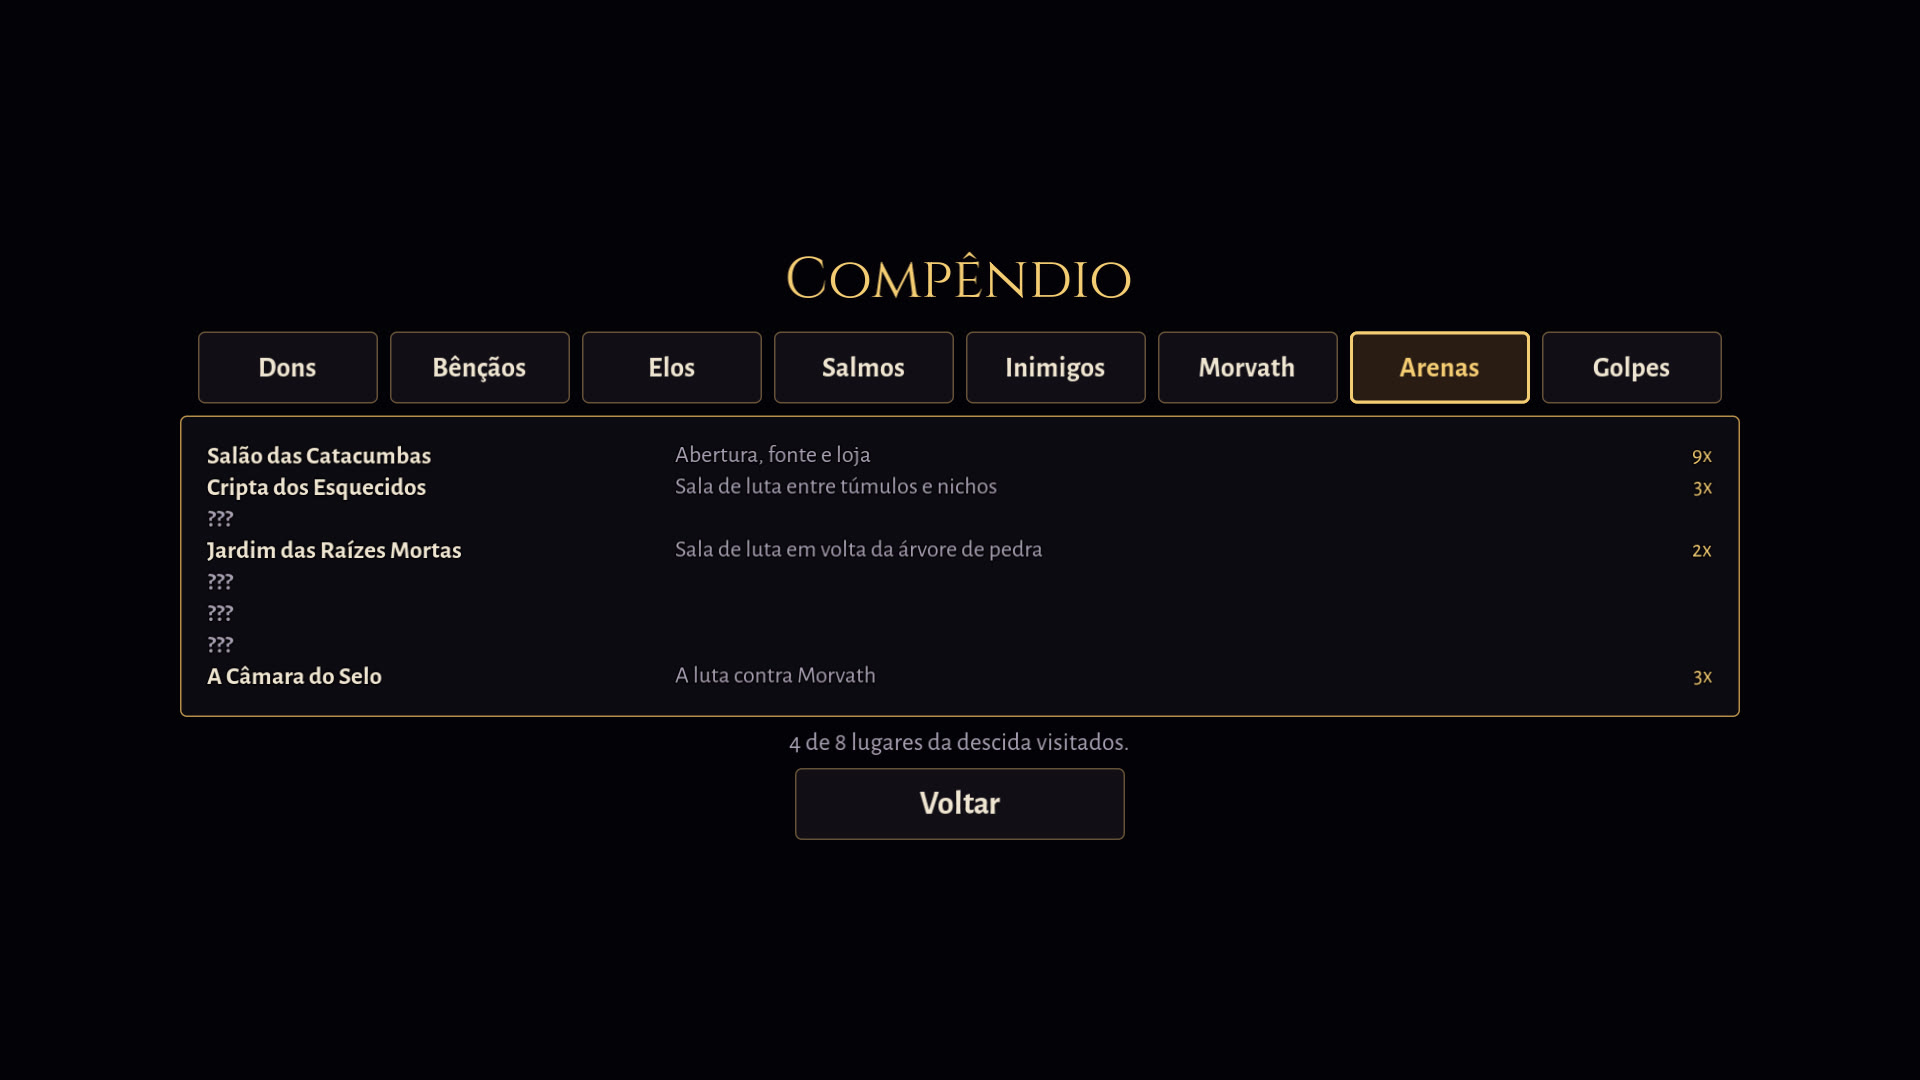 Compêndio
Dons Bênçãos Elos Salmos Inimigos Morvath Arenas Golpes
Salão das Catacumbas Abertura, fonte e loja 9x
Cripta dos Esquecidos Sala de luta entre túmulos e nichos 3x
???
Jardim das Raízes Mortas Sala de luta em volta da árvore de pedra 2x
???
???
???
A Câmara do Selo A luta contra Morvath 3x
4 de 8 lugares da descida visitados.
Voltar